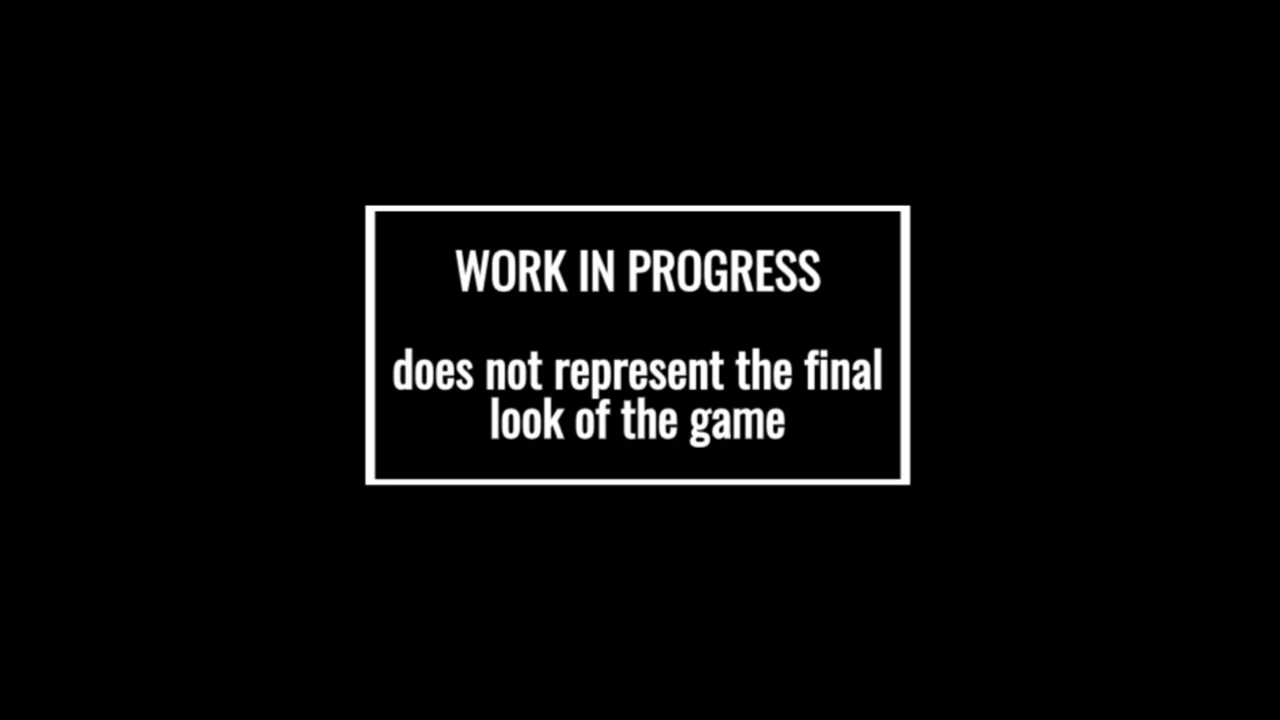 WORK IN PROGRESS
does not represent the final
look of the game